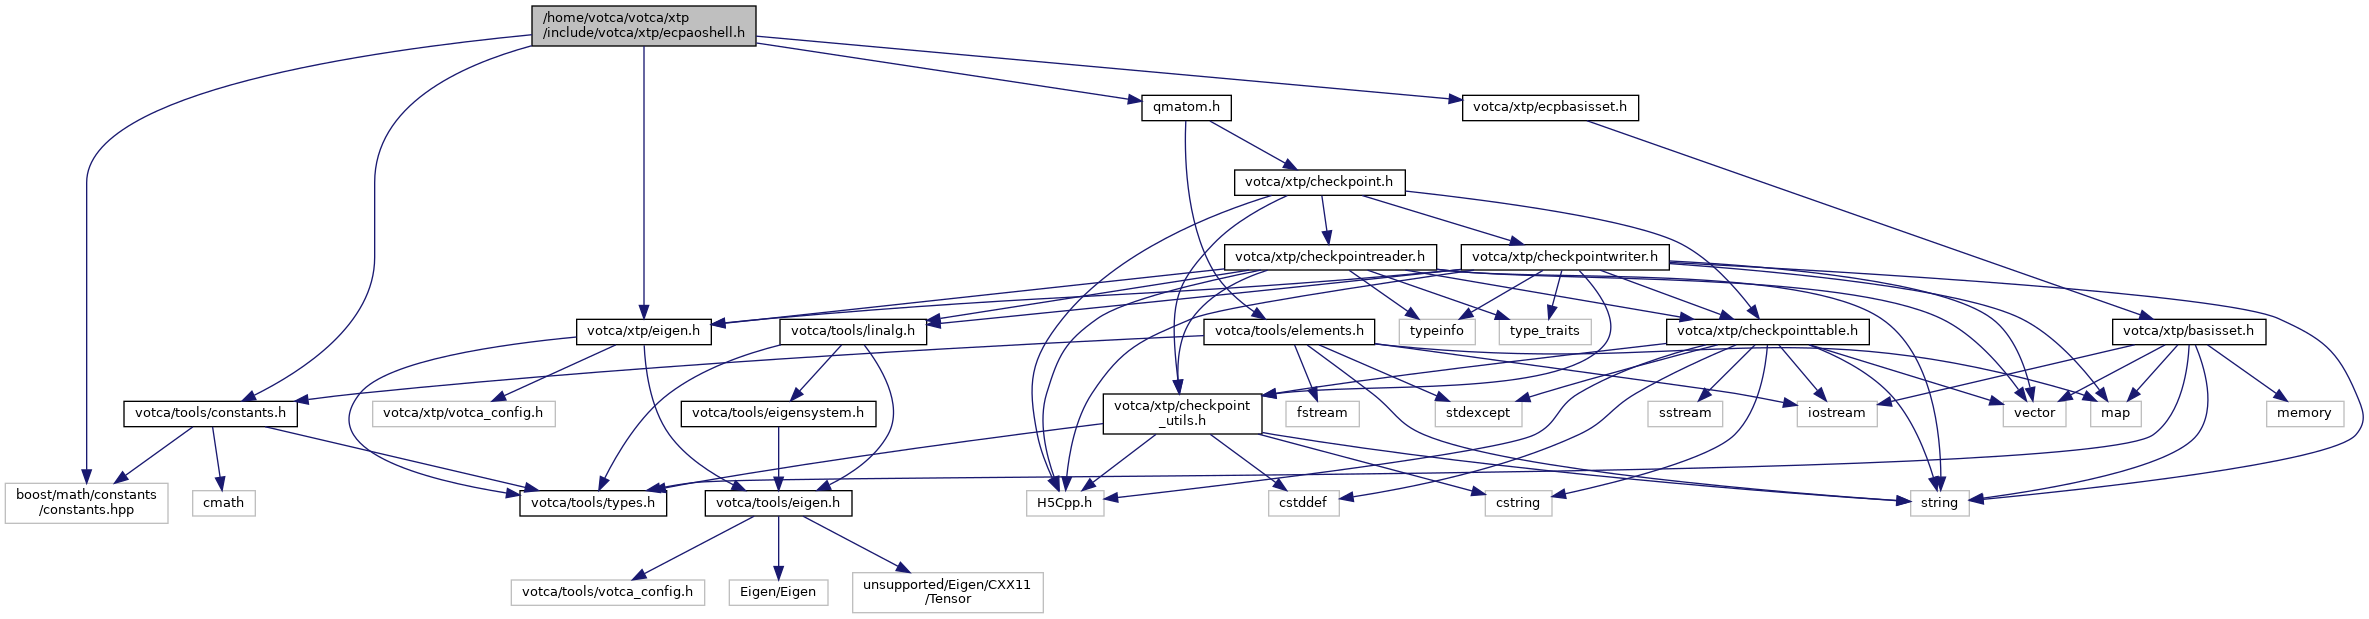 /home/votca/votca/xtp
/include/votca/xtp/ecpaoshell.h
qmatom.h
votca/xtp/ecpbasisset.h
votca/xtp/checkpoint.h
votca/xtp/checkpointreader.h
votca/xtp/checkpointwriter.h
votca/xtp/eigen.h
votca/tools/linalg.h
votca/tools/elements.h
typeinfo
type_traits
votca/xtp/checkpointtable.h
votca/xtp/basisset.h
votca/tools/constants.h
votca/xtp/votca_config.h
votca/tools/eigensystem.h
votca/xtp/checkpoint
_utils.h
fstream
stdexcept
sstream
iostream
vector
map
memory
boost/math/constants
/constants.hpp
cmath
votca/tools/types.h
votca/tools/eigen.h
H5Cpp.h
cstddef
cstring
string
votca/tools/votca_config.h
Eigen/Eigen
unsupported/Eigen/CXX11
/Tensor